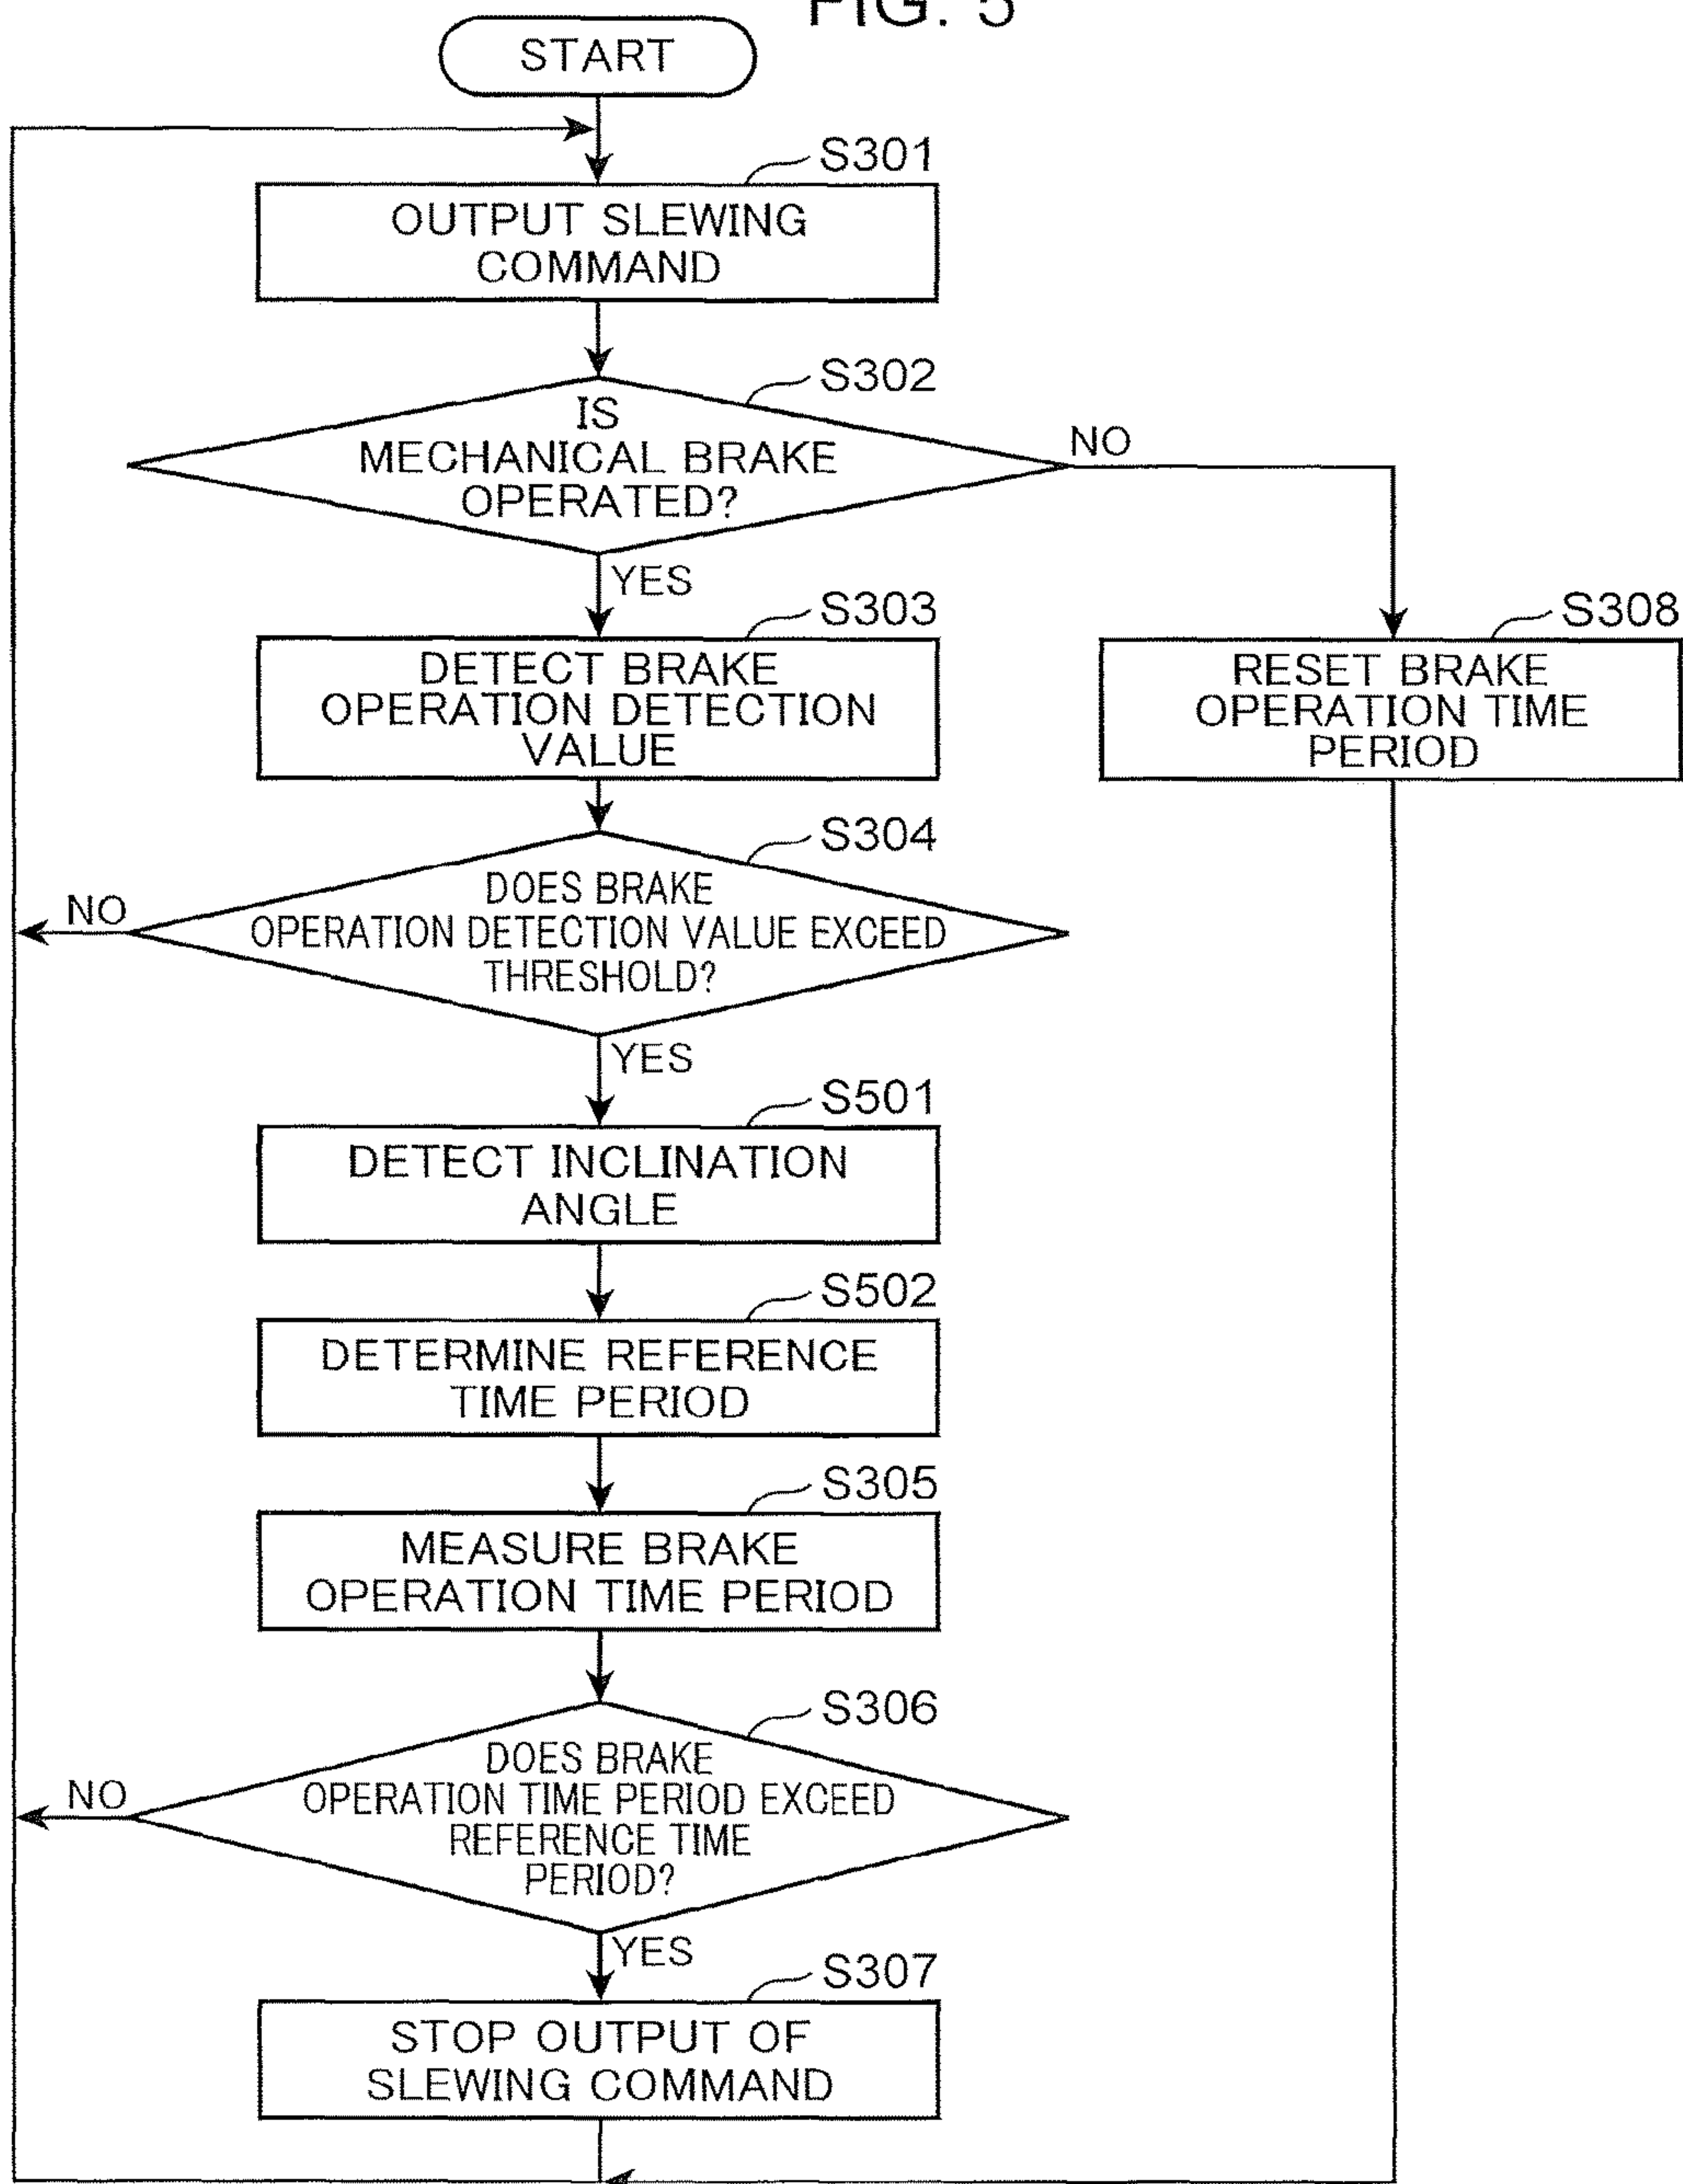 FIG. 5
START
S301
OUTPUT SLEWING
COMMAND
S302
IS
MECHANICAL BRAKE
OPERATED?
NO
YES
S303
DETECT BRAKE
OPERATION DETECTION
VALUE
S308
RESET BRAKE
OPERATION TIME
PERIOD
S304
DOES BRAKE
OPERATION DETECTION VALUE EXCEED
THRESHOLD?
NO
YES
S501
DETECT INCLINATION
ANGLE
S502
DETERMINE REFERENCE
TIME PERIOD
S305
MEASURE BRAKE
OPERATION TIME PERIOD
S306
DOES BRAKE
OPERATION TIME PERIOD EXCEED
REFERENCE TIME
PERIOD?
NO
YES
S307
STOP OUTPUT OF
SLEWING COMMAND